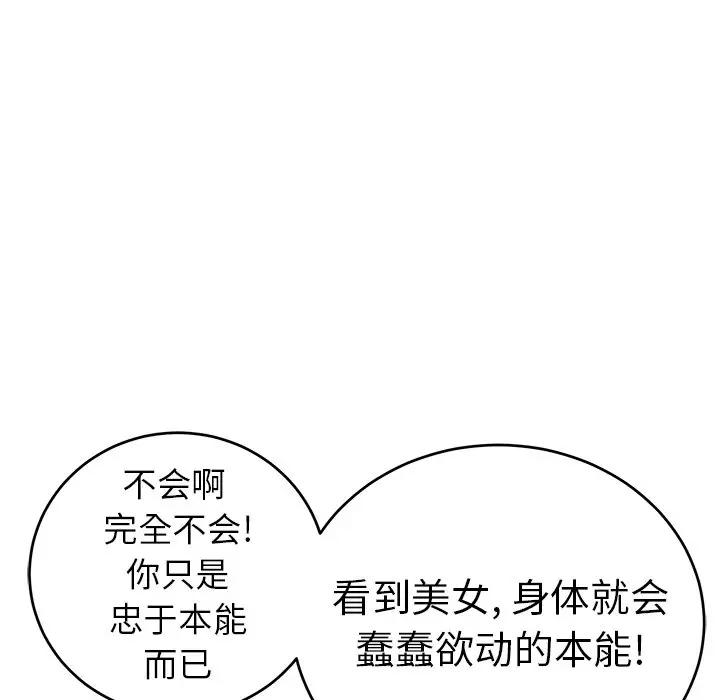 不会啊
完全不会!
你只是
忠于本能
而已
看到美女, 身体就会
蠢蠢欲动的本能!